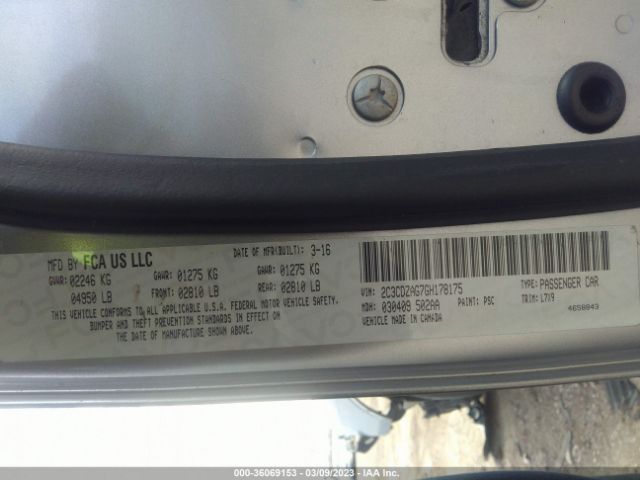 MFD BY FCA US LLC
DATE OF MFR(BUILT): 3-16
GVWR: 02246 KG GAWR: 01275 KG GAWR: 01275 KG
04950 LB FRONT: 02810 LB REAR: 02810 LB
THIS VEHICLE CONFORMS TO ALL APPLICABLE U.S.A. FEDERAL MOTOR VEHICLE SAFETY,
BUMPER AND THEFT PREVENTION STANDARDS IN EFFECT ON
THE DATE OF MANUFACTURE SHOWN ABOVE.
VIN: 2C3CDZAG7GH178175 TYPE: PASSENGER CAR
MDH: 030409 502AA PAINT: PSC TRIM: L7X9
VEHICLE MADE IN CANADA 4658843
000-36069153 - 03/09/2023 - IAA Inc.